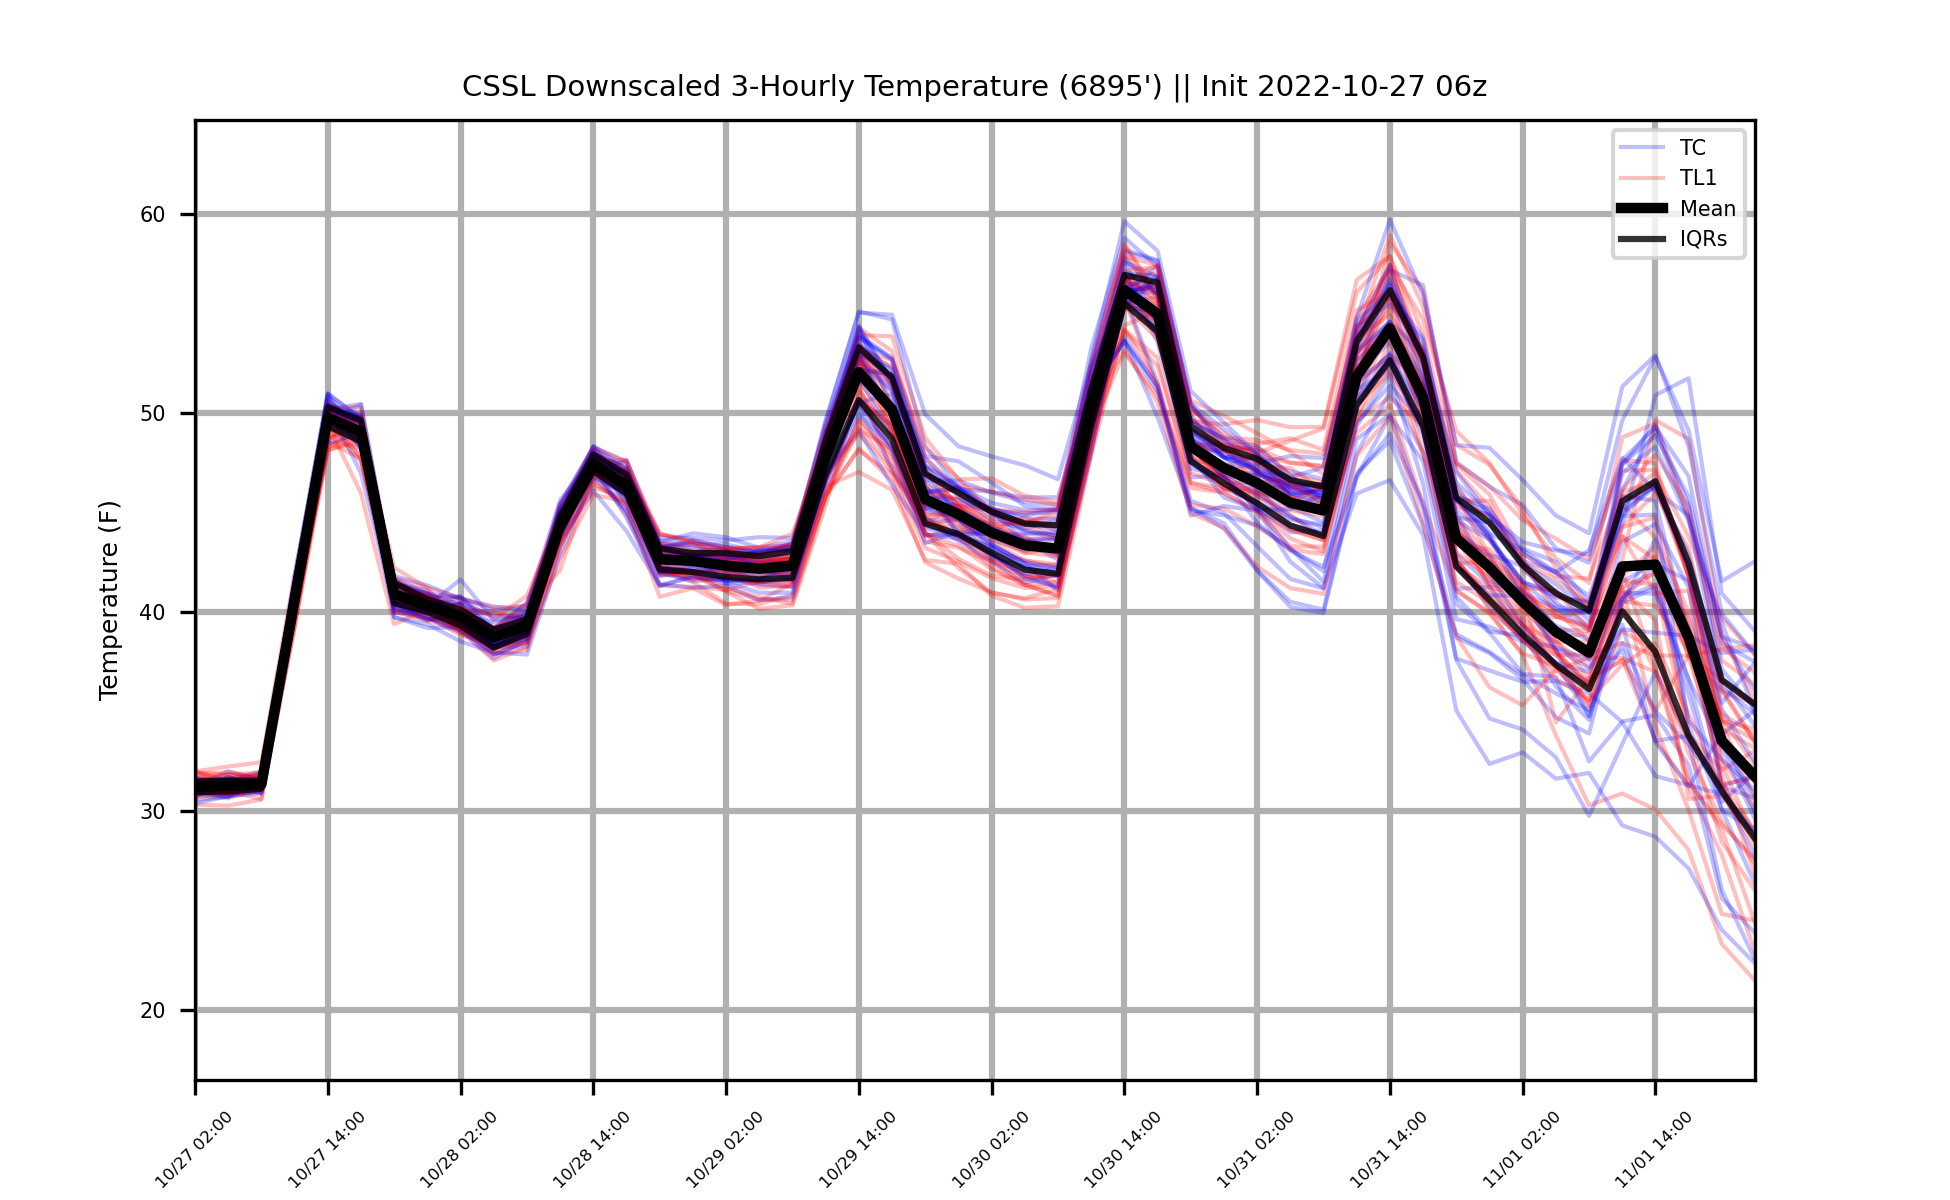 CSSL Downscaled 3-Hourly Temperature (6895') || Init 2022-10-27 06z
TC
TL1
Mean
IQRs
Temperature (F)
60
50
40
30
20
10/27 02:00
10/27 14:00
10/28 02:00
10/28 14:00
10/29 02:00
10/29 14:00
10/30 02:00
10/30 14:00
10/31 02:00
10/31 14:00
11/01 02:00
11/01 14:00